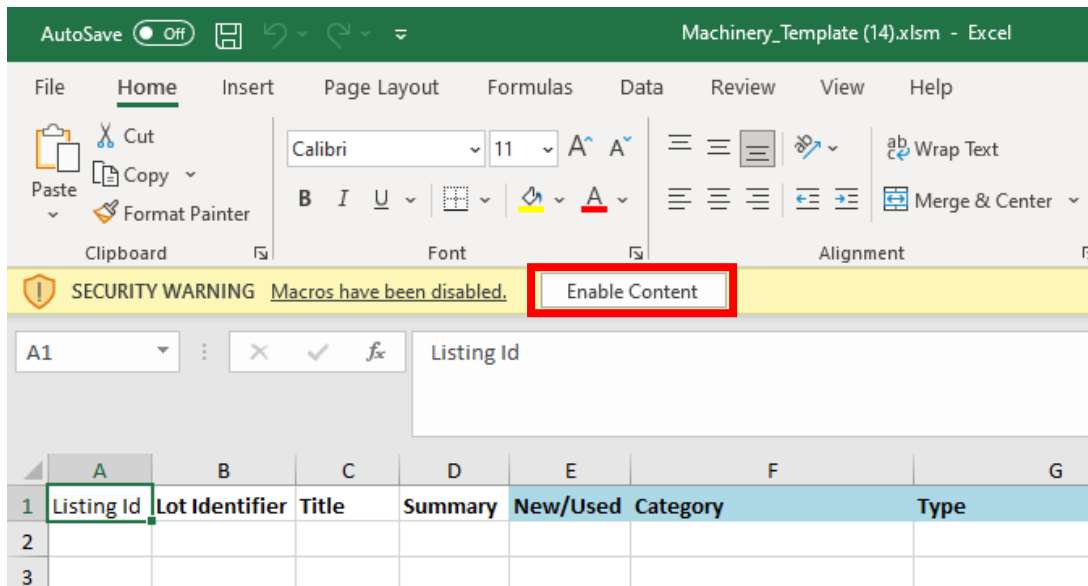 AutoSave Off Machinery_Template (14).xlsm - Excel
File Home Insert Page Layout Formulas Data Review View Help
Paste
Cut
Copy
Format Painter
Clipboard
Calibri 11 A A
B I U A
Font
ab
c Wrap Text
Merge & Center
Alignment
SECURITY WARNING Macros have been disabled. Enable Content
A1 fx Listing Id
A B C D E F G
1 Listing Id Lot Identifier Title Summary New/Used Category Type
2
3